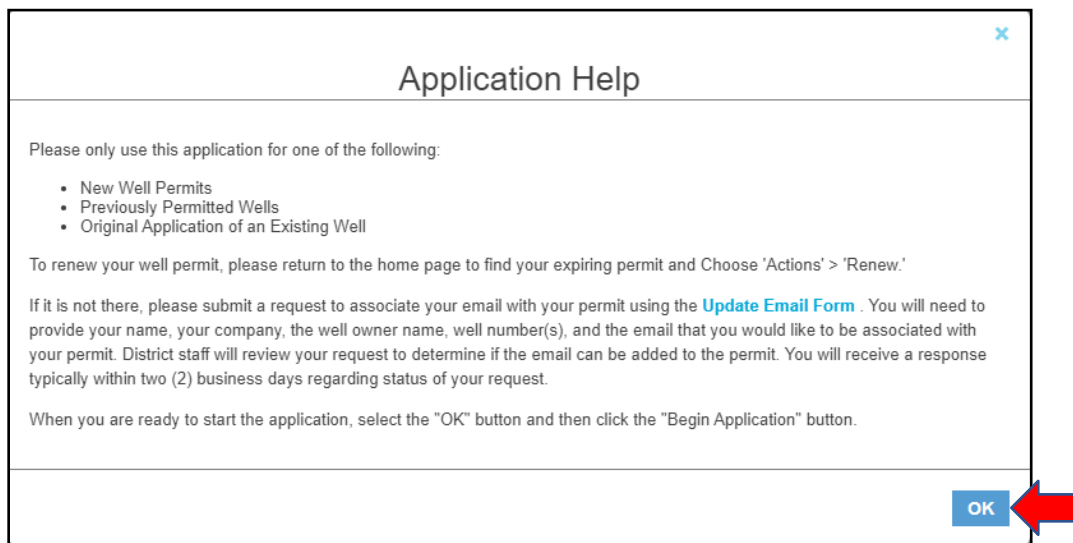 ×
Application Help
Please only use this application for one of the following:
• New Well Permits
• Previously Permitted Wells
• Original Application of an Existing Well
To renew your well permit, please return to the home page to find your expiring permit and Choose 'Actions' > 'Renew.'
If it is not there, please submit a request to associate your email with your permit using the Update Email Form . You will need to
provide your name, your company, the well owner name, well number(s), and the email that you would like to be associated with
your permit. District staff will review your request to determine if the email can be added to the permit. You will receive a response
typically within two (2) business days regarding status of your request.
When you are ready to start the application, select the "OK" button and then click the "Begin Application" button.
OK